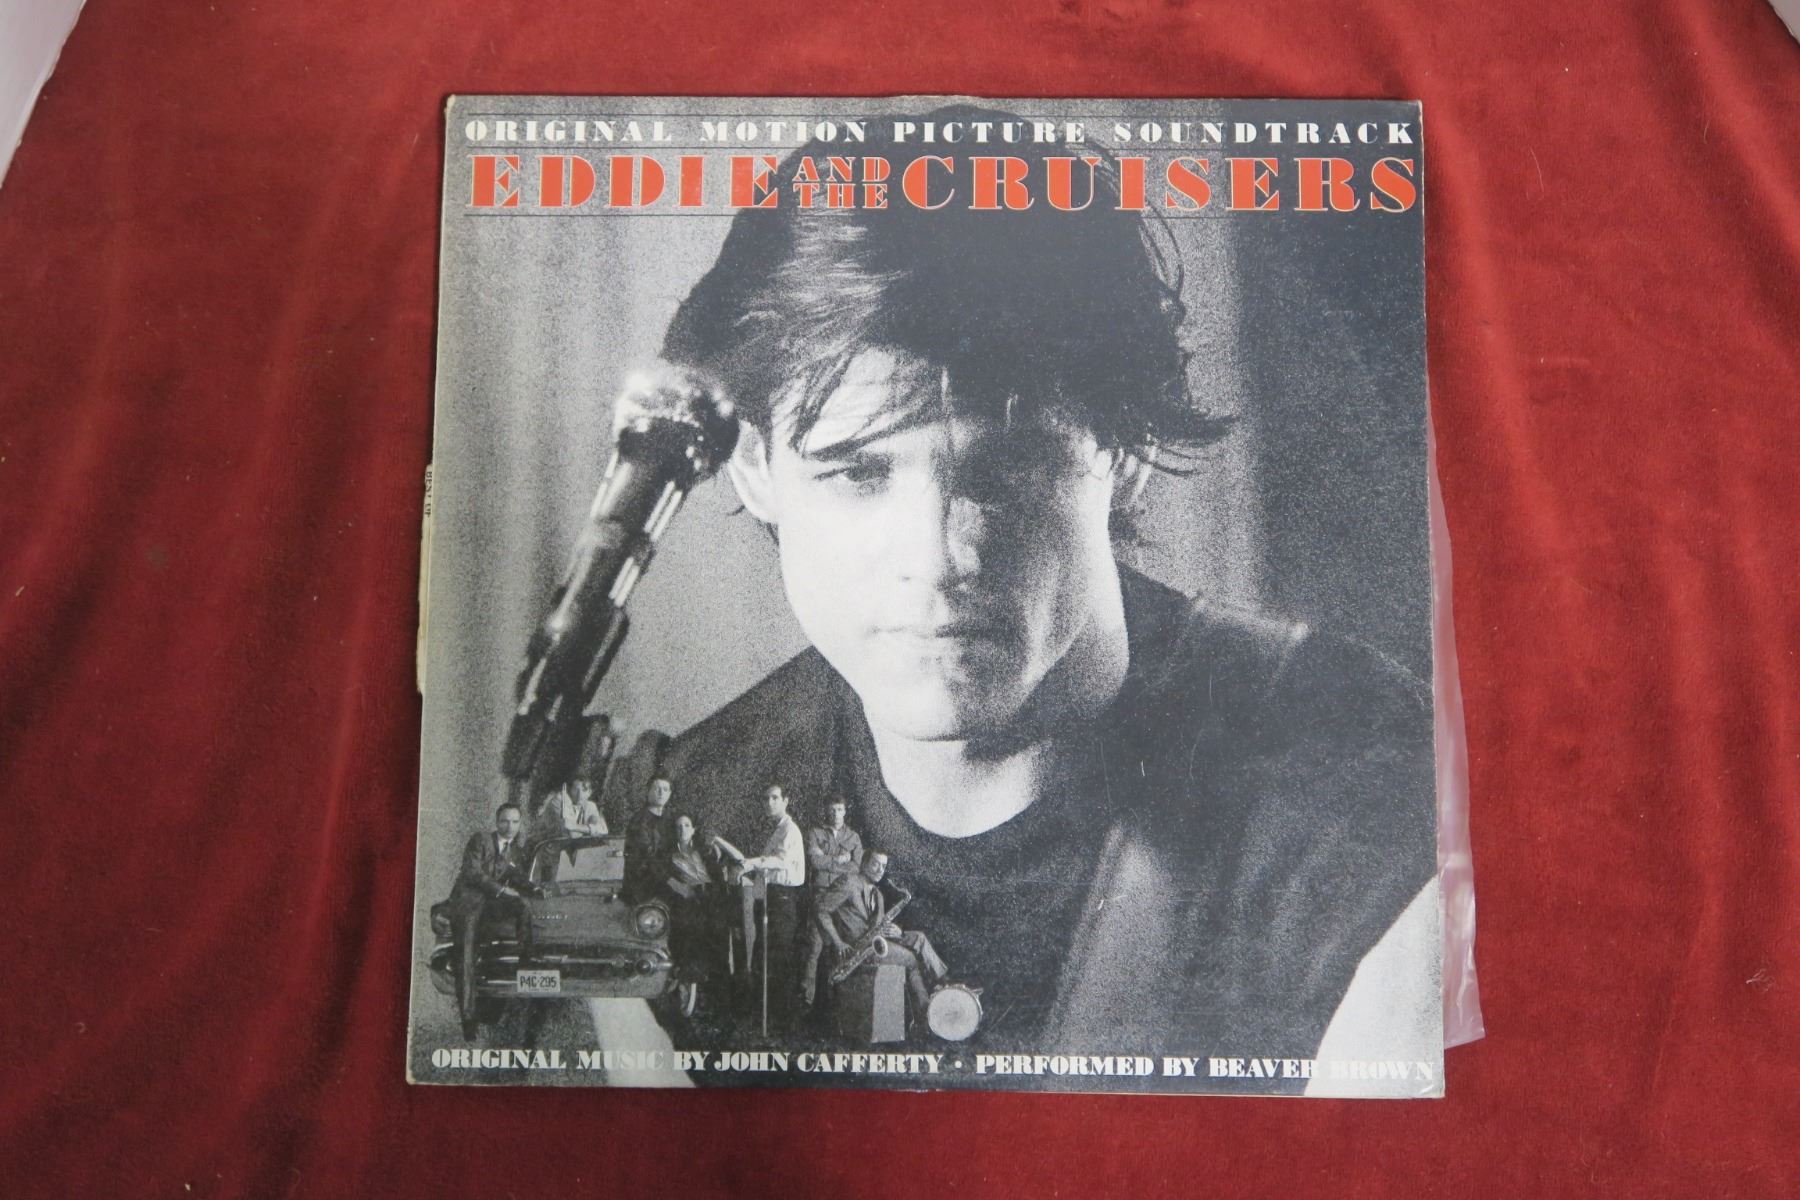 ORIGINAL MOTION PICTURE SOUNDTRACK
EDDIE AND THE CRUISERS
P4C-295
ORIGINAL MUSIC BY JOHN CAFFERTY • PERFORMED BY BEAVER BROWN